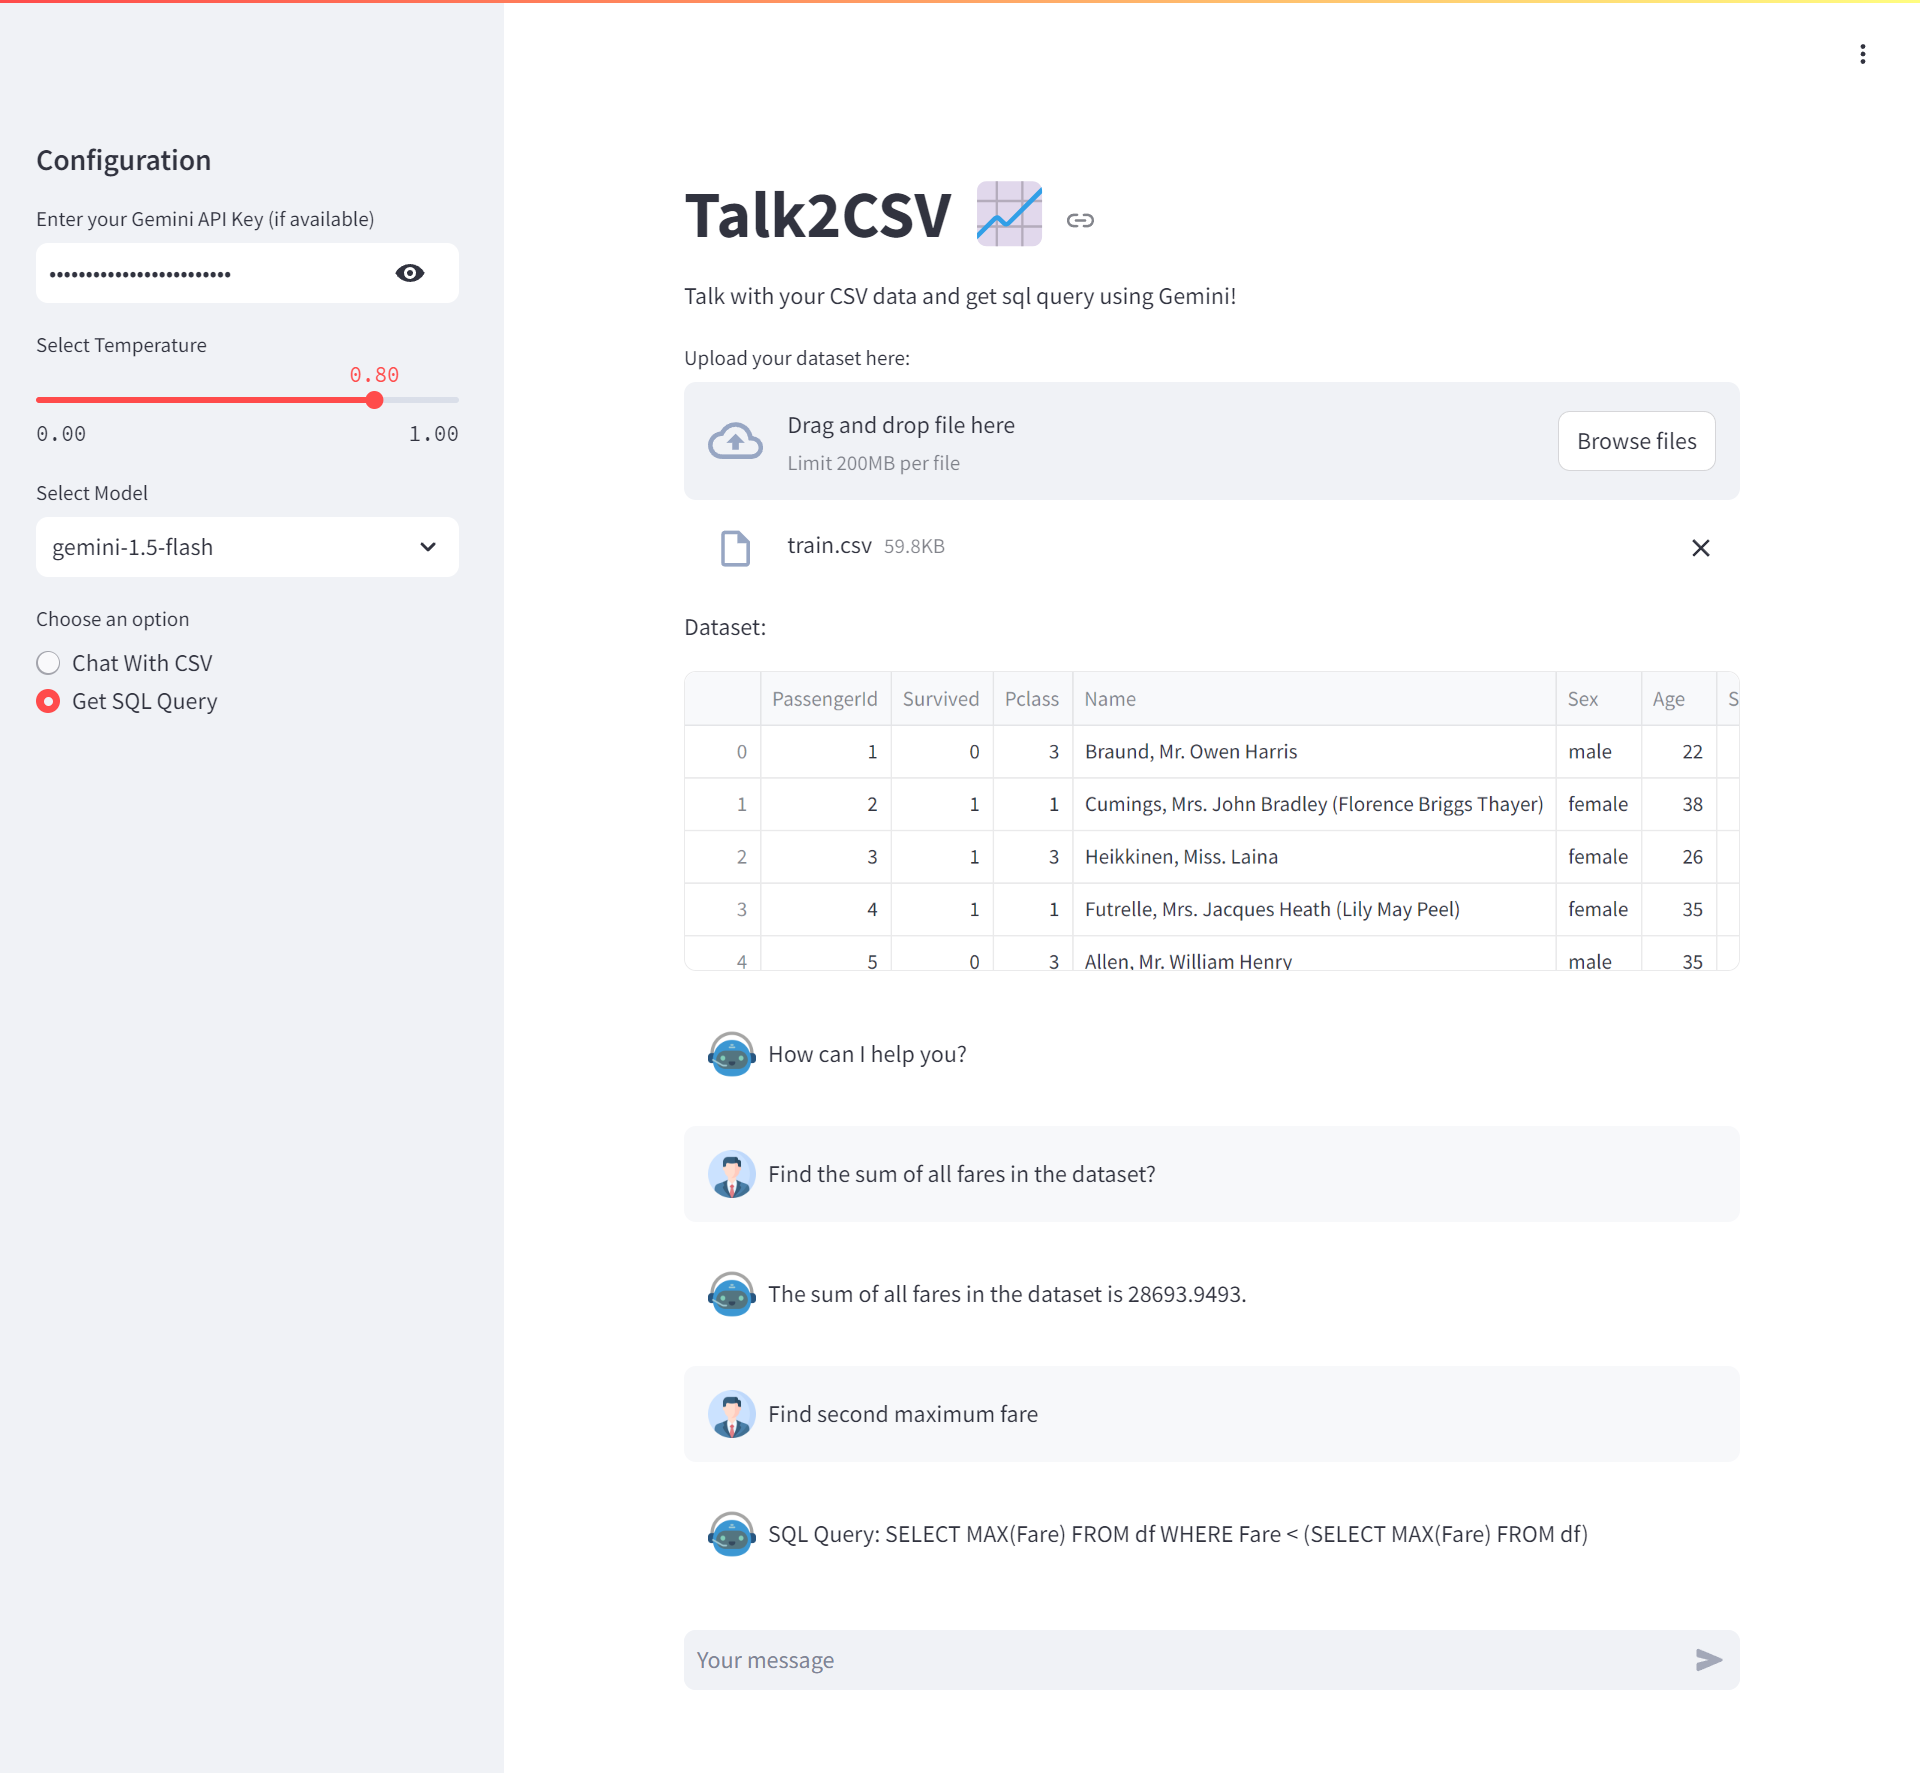 Configuration
Enter your Gemini API Key (if available)
•••••••••••••••••••••••••
Select Temperature
0.80
0.00 1.00
Select Model
gemini-1.5-flash
Choose an option
Chat With CSV
Get SQL Query
Talk2CSV
Talk with your CSV data and get sql query using Gemini!
Upload your dataset here:
Drag and drop file here
Limit 200MB per file
Browse files
train.csv 59.8KB
Dataset:
PassengerId Survived Pclass Name Sex Age S
0 1 0 3 Braund, Mr. Owen Harris male 22
1 2 1 1 Cumings, Mrs. John Bradley (Florence Briggs Thayer) female 38
2 3 1 3 Heikkinen, Miss. Laina female 26
3 4 1 1 Futrelle, Mrs. Jacques Heath (Lily May Peel) female 35
4 5 0 3 Allen, Mr. William Henry male 35
How can I help you?
Find the sum of all fares in the dataset?
The sum of all fares in the dataset is 28693.9493.
Find second maximum fare
SQL Query: SELECT MAX(Fare) FROM df WHERE Fare < (SELECT MAX(Fare) FROM df)
Your message